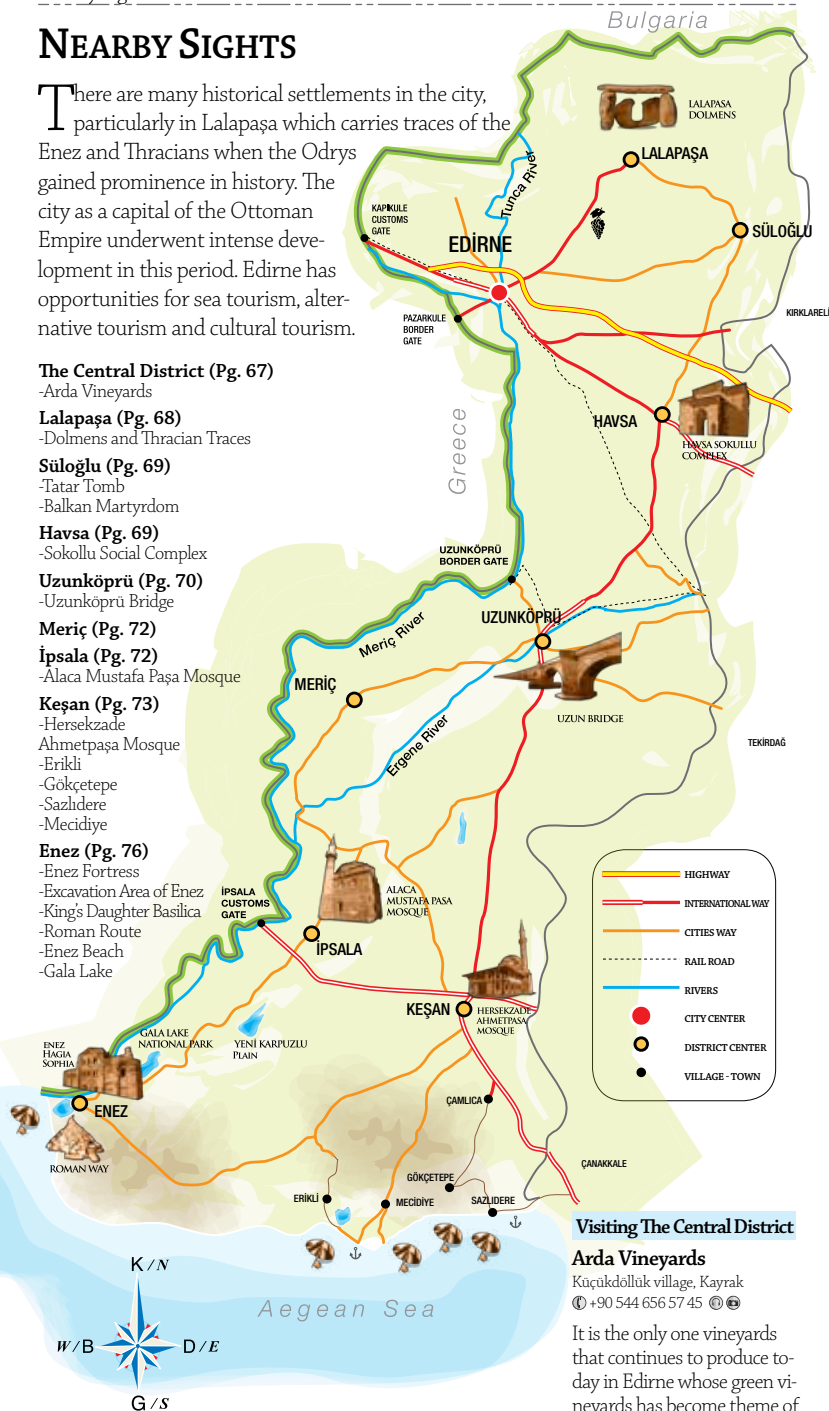 NEARBY SIGHTS
There are many historical settlements in the city,
particularly in Lalapaşa which carries traces of the
Enez and Thracians when the Odrys
gained prominence in history. The
city as a capital of the Ottoman
Empire underwent intense deve-
lopment in this period. Edirne has
opportunities for sea tourism, alter-
native tourism and cultural tourism.
The Central District (Pg. 67)
-Arda Vineyards
Lalapaşa (Pg. 68)
-Dolmens and Thracian Traces
Süloğlu (Pg. 69)
-Tatar Tomb
-Balkan Martyrdom
Havsa (Pg. 69)
-Sokollu Social Complex
Uzunköprü (Pg. 70)
-Uzunköprü Bridge
Meriç (Pg. 72)
İpsala (Pg. 72)
-Alaca Mustafa Paşa Mosque
Keşan (Pg. 73)
-Hersekzade
Ahmetpaşa Mosque
-Erikli
-Gökçetepe
-Sazlıdere
-Mecidiye
Enez (Pg. 76)
-Enez Fortress
-Excavation Area of Enez
-King's Daughter Basilica
-Roman Route
-Enez Beach
-Gala Lake
Bulgaria
LALAPASA
DOLMENS
LALAPAŞA
Tunca River
KAPIKULE
CUSTOMS
GATE
EDİRNE
SÜLOĞLU
PAZARKULE
BORDER
GATE
KIRKLARELİ
Greece
HAVSA
HAVSA SOKULLU
COMPLEX
UZUNKÖPRÜ
BORDER GATE
UZUNKÖPRÜ
Meriç River
MERİÇ
UZUN BRIDGE
Ergene River
TEKİRDAĞ
ALACA
MUSTAFA PASA
MOSQUE
İPSALA
CUSTOMS
GATE
İPSALA
KEŞAN
HERSEKZADE
AHMETPASA
MOSQUE
GALA LAKE
NATIONAL PARK
YENİ KARPUZLU
PLAIN
ENEZ
HAGIA
SOPHIA
ENEZ
ROMAN WAY
ÇAMLICA
ÇANAKKALE
GÖKÇETEPE
ERİKLİ
MECİDİYE
SAZLIDERE
HIGHWAY
INTERNATIONAL WAY
CITIES WAY
RAIL ROAD
RIVERS
CITY CENTER
DISTRICT CENTER
VILLAGE - TOWN
Aegean Sea
K / N
W / B
D / E
G / S
Visiting The Central District
Arda Vineyards
Küçükdöllük village, Kayrak
+90 544 656 57 45
It is the only one vineyards
that continues to produce to-
day in Edirne whose green vi-
neyards has become theme of